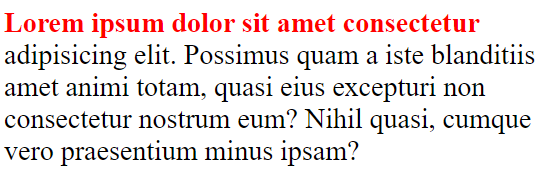 Lorem ipsum dolor sit amet consectetur
adipisicing elit. Possimus quam a iste blanditiis
amet animi totam, quasi eius excepturi non
consectetur nostrum eum? Nihil quasi, cumque
vero praesentium minus ipsam?